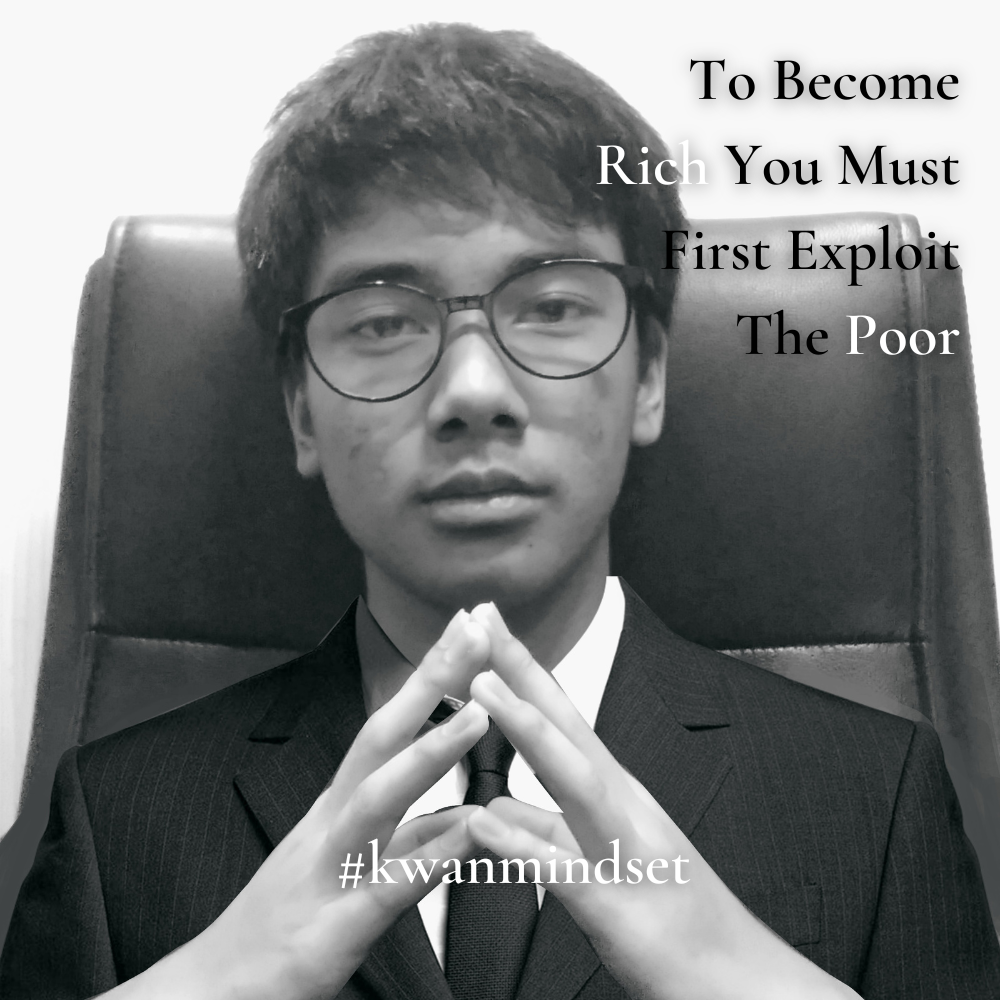 To Become
Rich You Must
First Exploit
The Poor
#kwanmindset